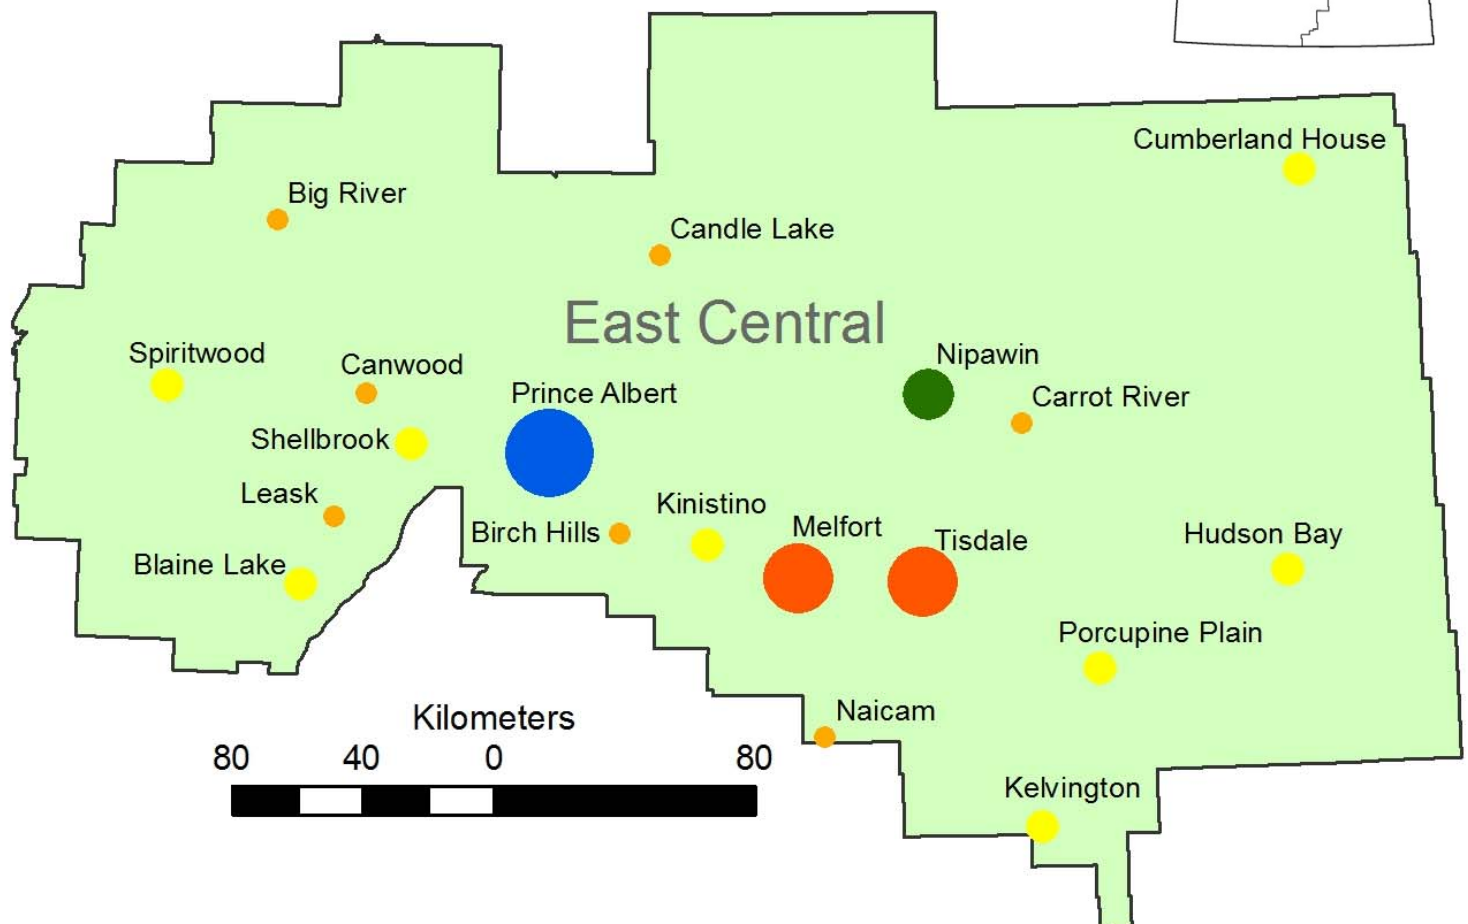 Cumberland House
Big River
Candle Lake
East Central
Spiritwood
Canwood
Nipawin
Prince Albert
Carrot River
Shellbrook
Leask
Kinistino
Birch Hills
Melfort
Tisdale
Hudson Bay
Blaine Lake
Porcupine Plain
Naicam
Kilometers
80 40 0 80
Kelvington